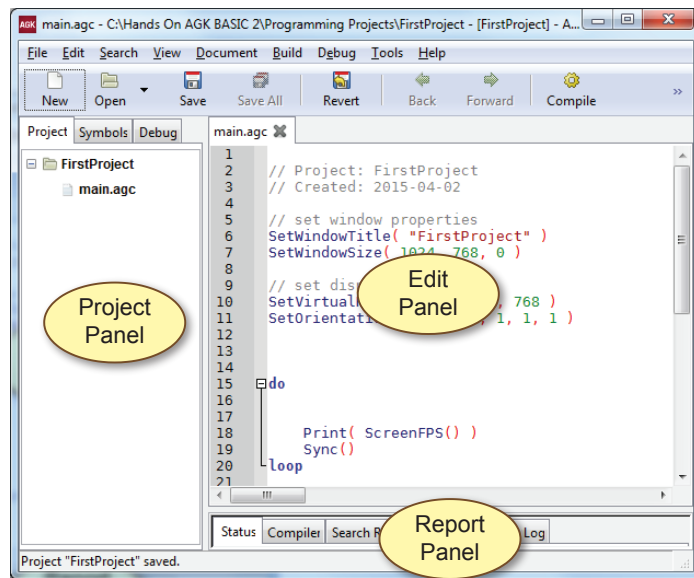 AGK main.agc - C:\Hands On AGK BASIC 2\Programming Projects\FirstProject - [FirstProject] - A...
File Edit Search View Document Build Debug Tools Help
New Open Save Save All Revert Back Forward Compile »
Project Symbols Debug main.agc
FirstProject
main.agc
Project Panel
1
2 // Project: FirstProject
3 // Created: 2015-04-02
4
5 // set window properties
6 SetWindowTitle( "FirstProject" )
7 SetWindowSize( 1024, 768, 0 )
8
9 // set
10 768 )
11 1, 1, 1 )
12
13
14
15 do
16
17
18 Print( ScreenFPS() )
19 Sync()
20 loop
21
Edit Panel
Status Compiler Search Log
Report Panel
Project "FirstProject" saved.